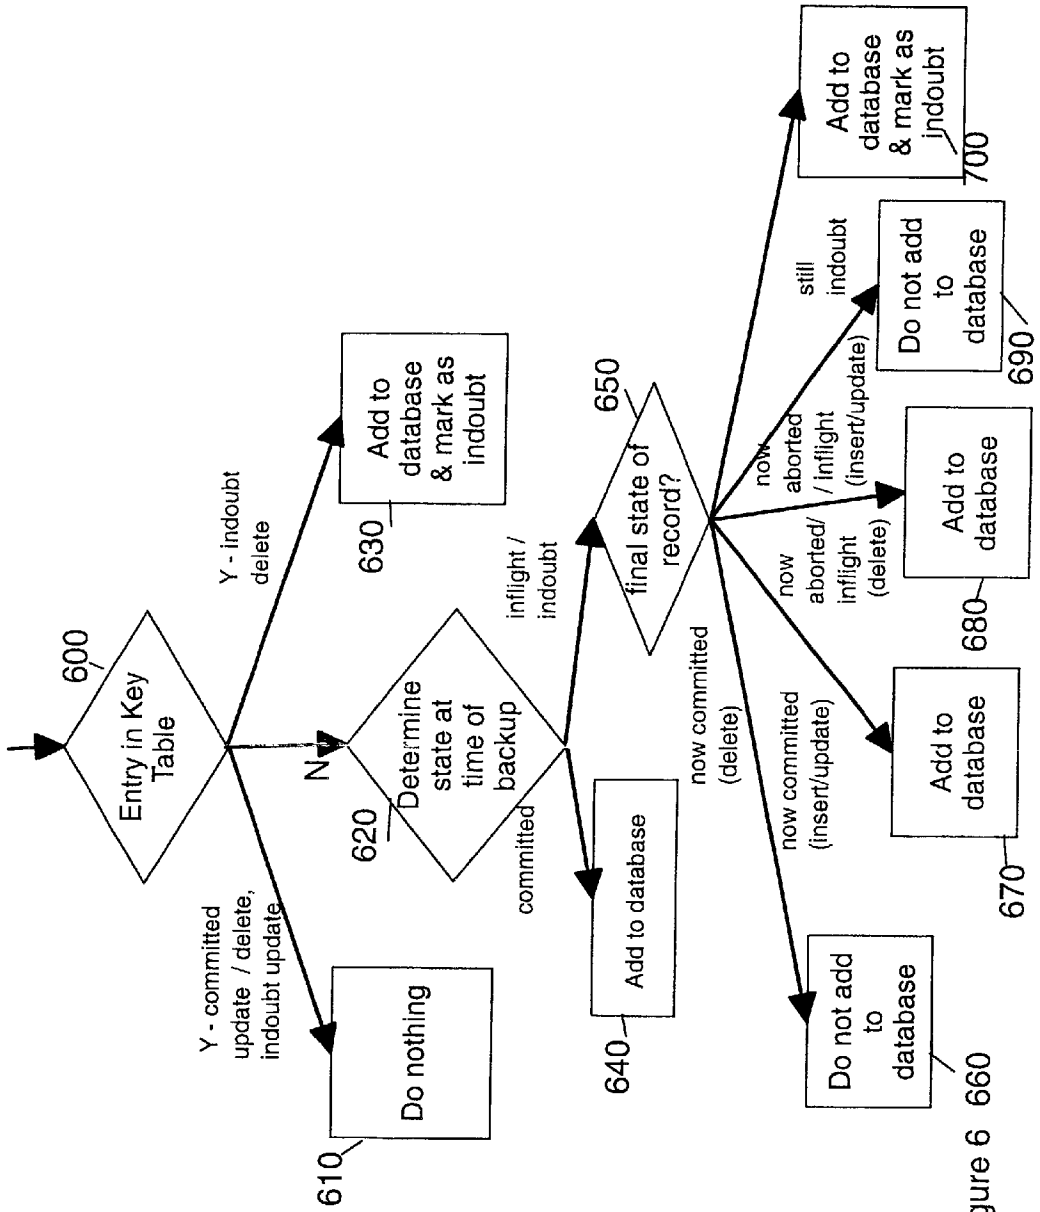 600
Entry in Key
Table
Y - committed
update / delete,
indoubt update
N
Y - indoubt
delete
610
Do nothing
620
Determine
state at
time of
backup
630
Add to
database
& mark as
indoubt
committed
inflight /
indoubt
640
Add to database
650
final state of
record?
now committed
(delete)
now committed
(insert/update)
now
aborted/
inflight
(delete)
now
aborted
/ inflight
(insert/update)
still
indoubt
660
Do not add
to
database
670
Add to
database
680
Add to
database
690
Do not add
to
database
700
Add to
database
& mark as
indoubt
gure 6